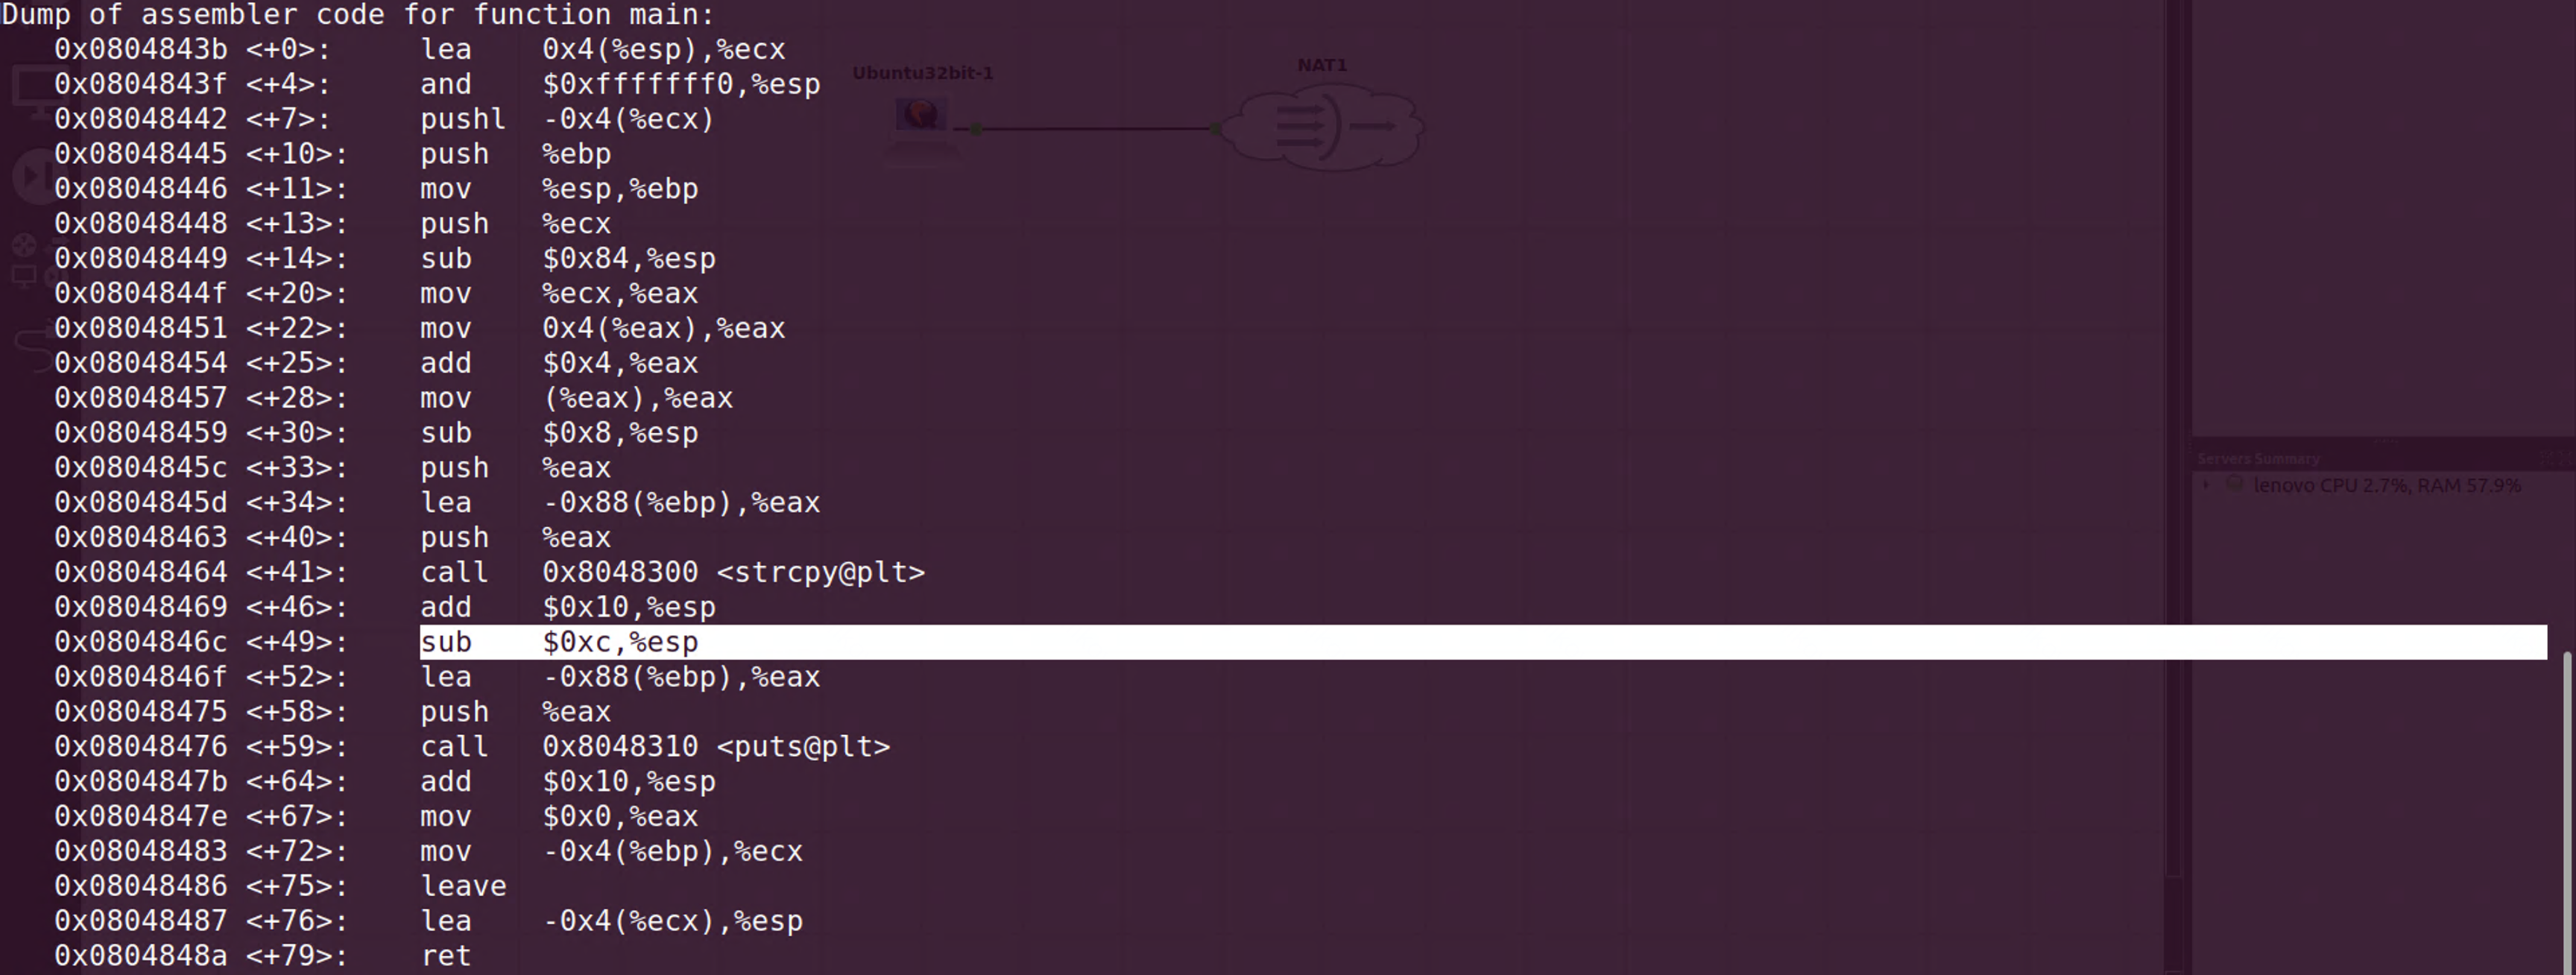 Dump of assembler code for function main:
0x0804843b <+0>: lea 0x4(%esp),%ecx
0x0804843f <+4>: and $0xfffffff0,%esp
0x08048442 <+7>: pushl -0x4(%ecx)
0x08048445 <+10>: push %ebp
0x08048446 <+11>: mov %esp,%ebp
0x08048448 <+13>: push %ecx
0x08048449 <+14>: sub $0x84,%esp
0x0804844f <+20>: mov %ecx,%eax
0x08048451 <+22>: mov 0x4(%eax),%eax
0x08048454 <+25>: add $0x4,%eax
0x08048457 <+28>: mov (%eax),%eax
0x08048459 <+30>: sub $0x8,%esp
0x0804845c <+33>: push %eax
0x0804845d <+34>: lea -0x88(%ebp),%eax
0x08048463 <+40>: push %eax
0x08048464 <+41>: call 0x8048300 <strcpy@plt>
0x08048469 <+46>: add $0x10,%esp
0x0804846c <+49>: sub $0xc,%esp
0x0804846f <+52>: lea -0x88(%ebp),%eax
0x08048475 <+58>: push %eax
0x08048476 <+59>: call 0x8048310 <puts@plt>
0x0804847b <+64>: add $0x10,%esp
0x0804847e <+67>: mov $0x0,%eax
0x08048483 <+72>: mov -0x4(%ebp),%ecx
0x08048486 <+75>: leave
0x08048487 <+76>: lea -0x4(%ecx),%esp
0x0804848a <+79>: ret
Ubuntu32bit-1
NAT1
Servers Summary
lenovo CPU 2.7%, RAM 57.9%